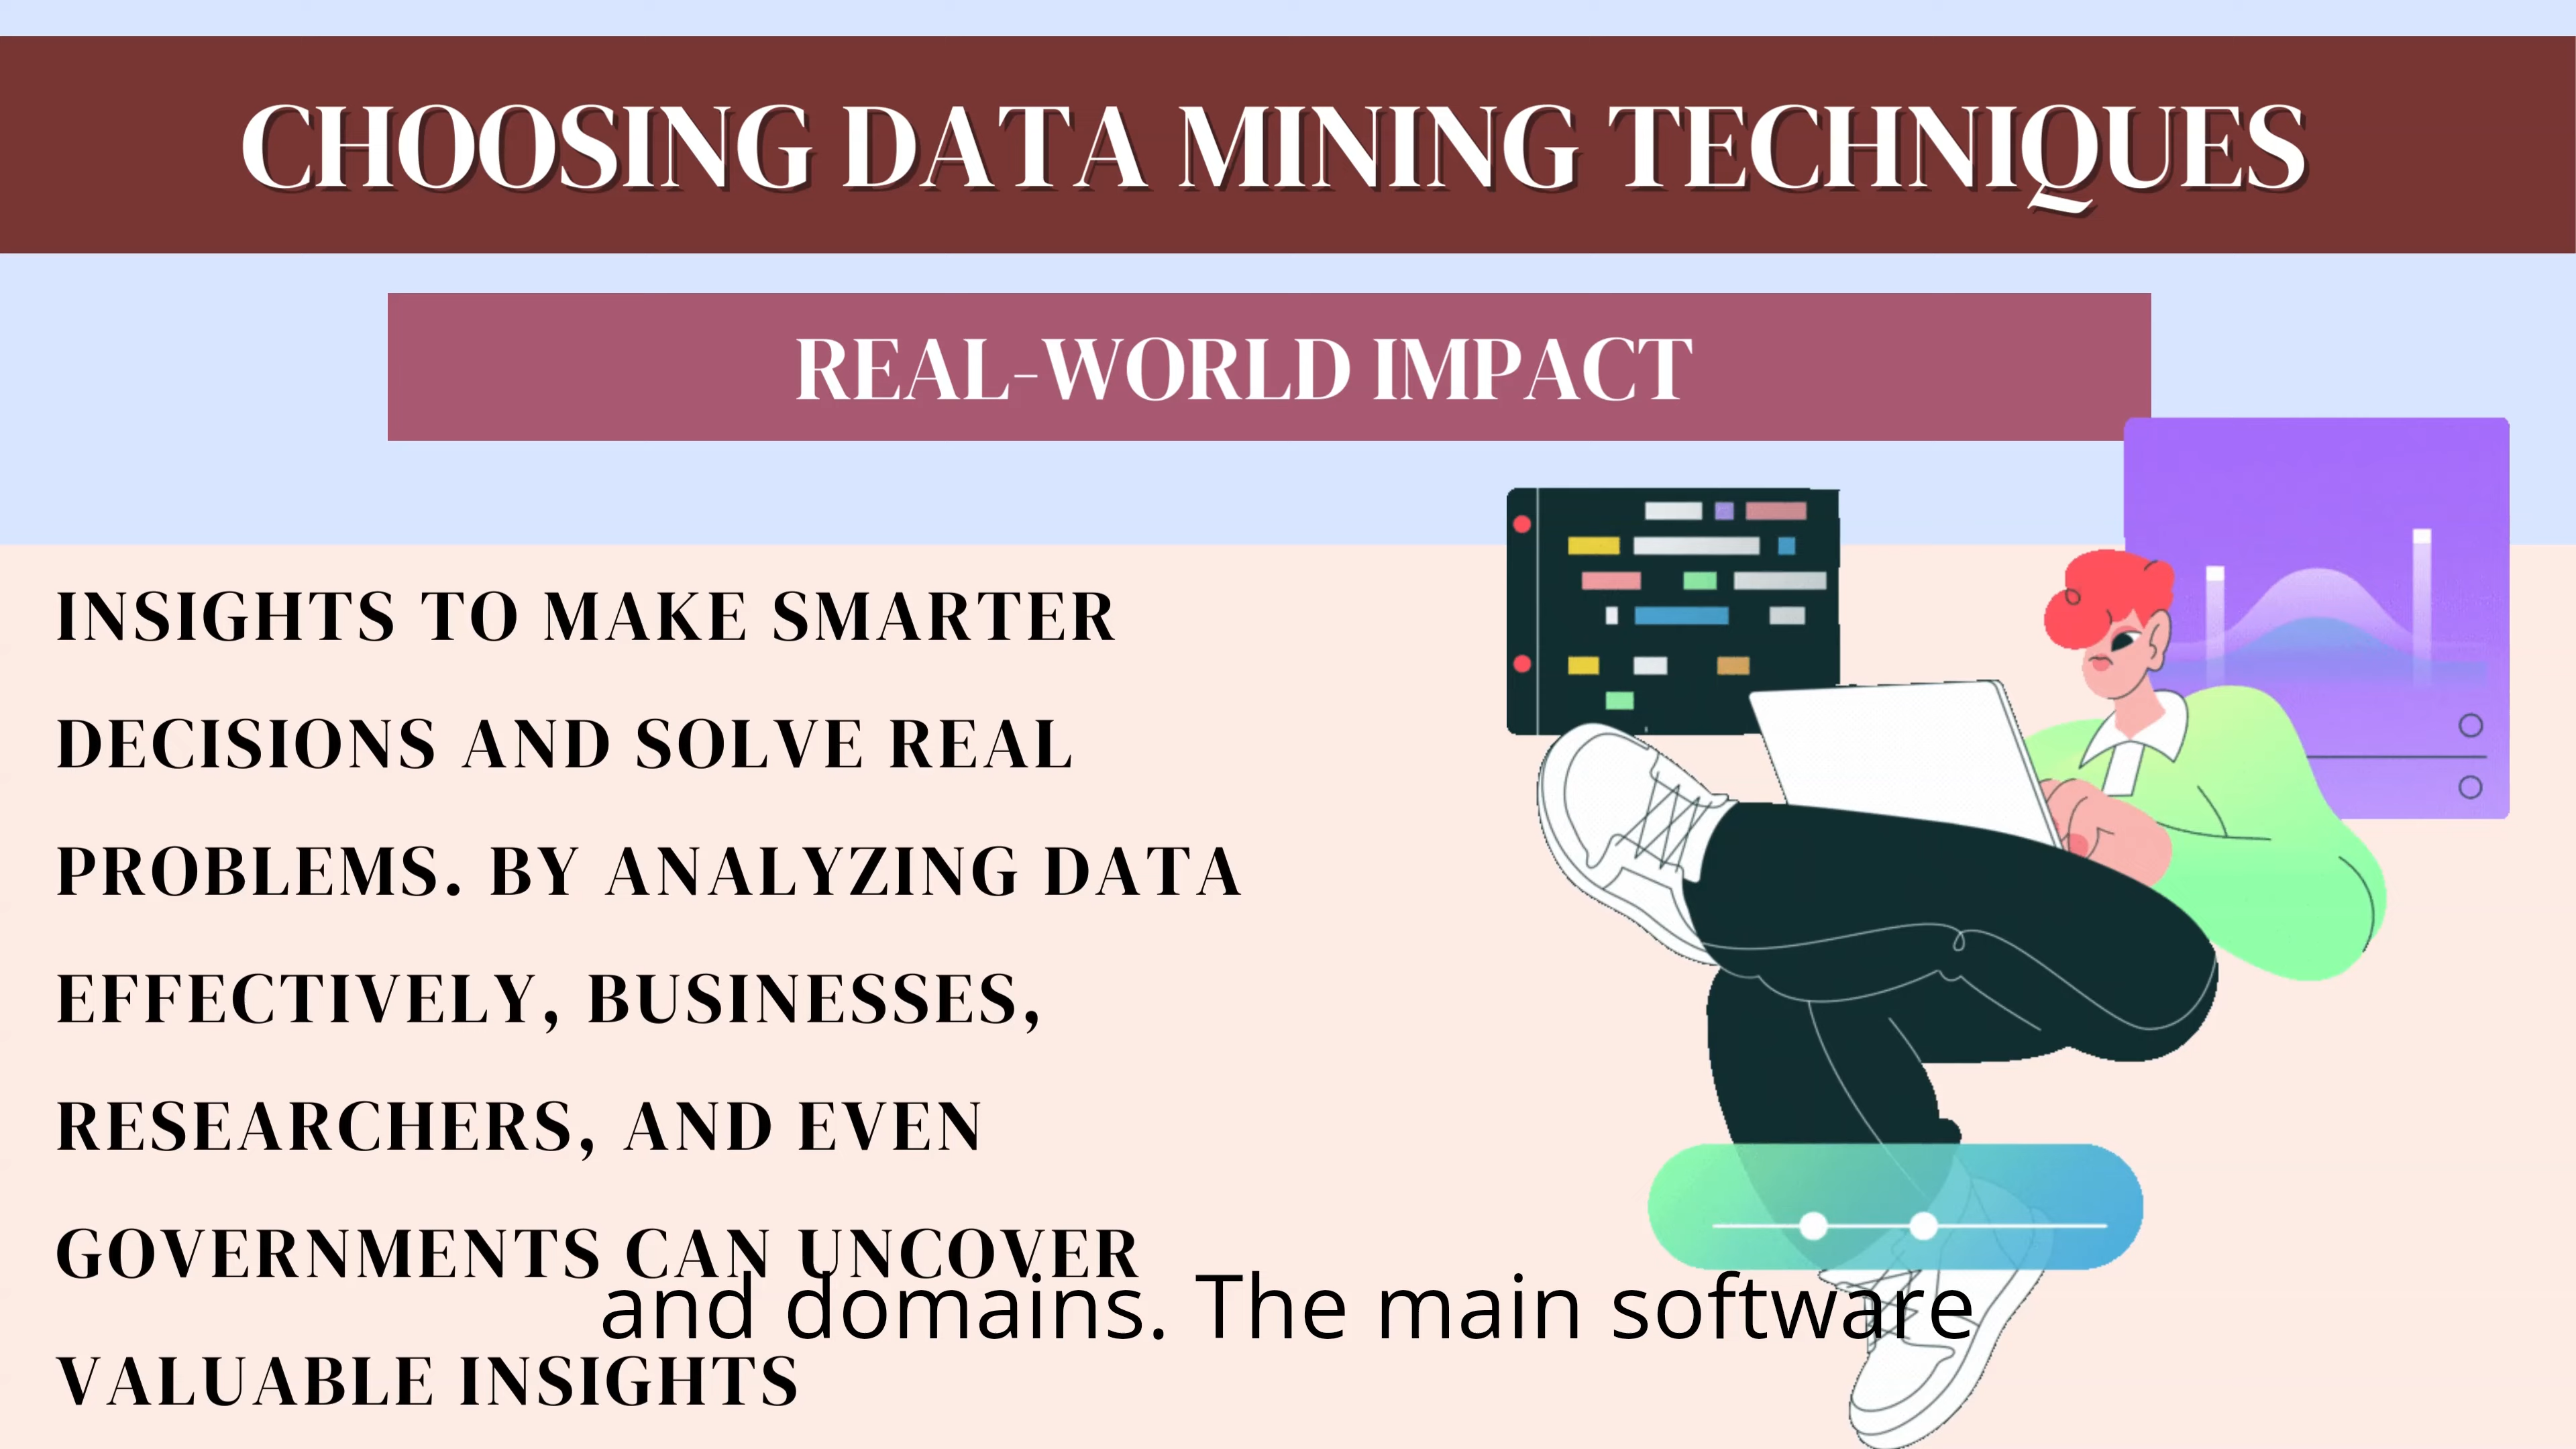 CHOOSING DATA MINING TECHNIQUES
REAL-WORLD IMPACT
INSIGHTS TO MAKE SMARTER
DECISIONS AND SOLVE REAL
PROBLEMS. BY ANALYZING DATA
EFFECTIVELY, BUSINESSES,
RESEARCHERS, AND EVEN
GOVERNMENTS CAN UNCOVER
and domains. The main software
VALUABLE INSIGHTS